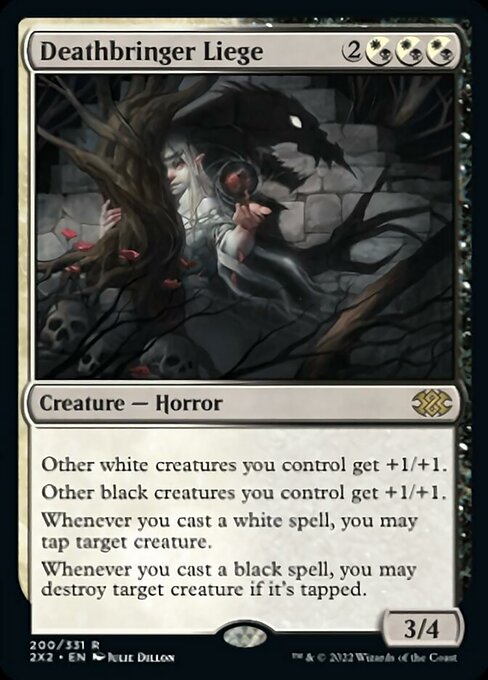 Deathbringer Liege 2
Creature — Horror
Other white creatures you control get +1/+1.
Other black creatures you control get +1/+1.
Whenever you cast a white spell, you may
tap target creature.
Whenever you cast a black spell, you may
destroy target creature if it's tapped.
3/4
200/331 R
2X2 • EN Julie Dillon
™ & © 2022 Wizards of the Coast